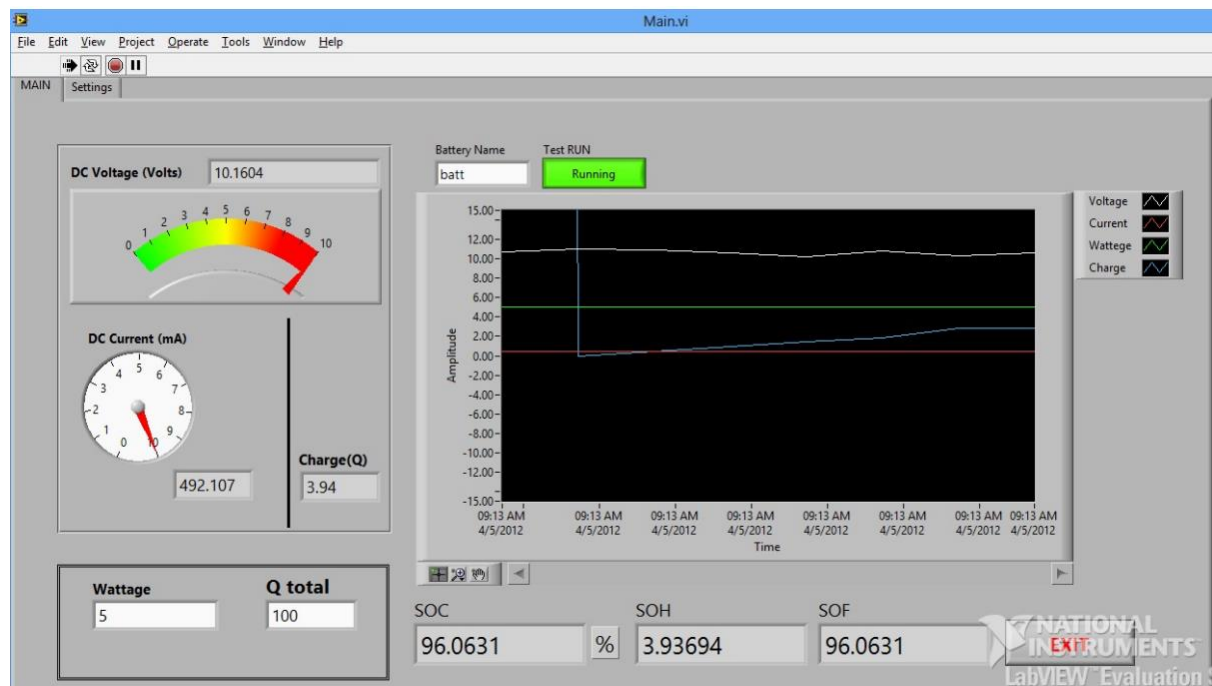 Main.vi
File Edit View Project Operate Tools Window Help
MAIN Settings
DC Voltage (Volts) 10.1604
0 1 2 3 4 5 6 7 8 9 10
DC Current (mA)
0 1 2 3 4 5 6 7 8 9 10
492.107
Charge(Q)
3.94
Wattage
5
Q total
100
Battery Name
batt
Test RUN
Running
Amplitude
15.00
12.00
10.00
8.00
6.00
4.00
2.00
0.00
-2.00
-4.00
-6.00
-8.00
-10.00
-12.00
-15.00
09:13 AM 09:13 AM 09:13 AM 09:13 AM 09:13 AM 09:13 AM 09:13 AM
4/5/2012 4/5/2012 4/5/2012 4/5/2012 4/5/2012 4/5/2012 4/5/2012
Time
Voltage
Current
Wattege
Charge
SOC
96.0631 %
SOH
3.93694
SOF
96.0631
EXIT
NATIONAL
INSTRUMENTS
LabVIEW™ Evaluation S